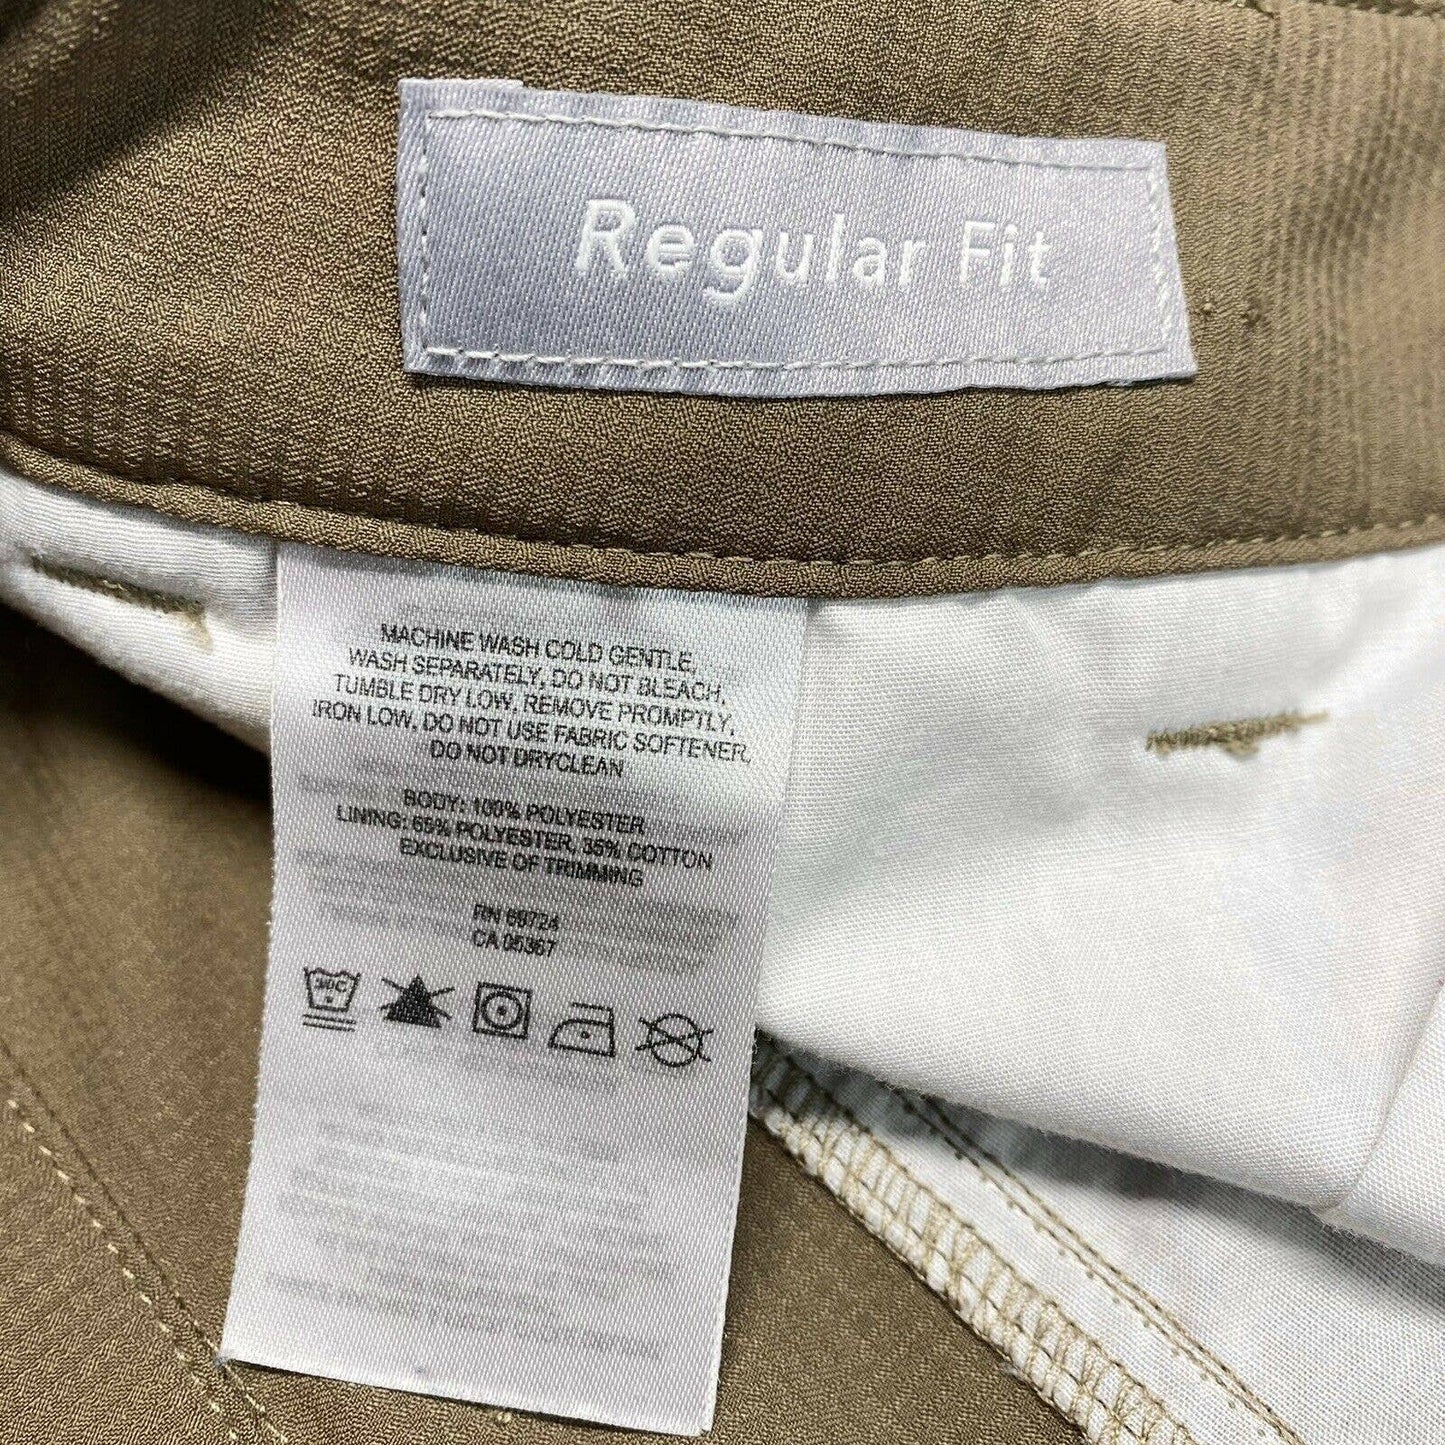 Regular Fit
MACHINE WASH COLD GENTLE,
WASH SEPARATELY, DO NOT BLEACH,
TUMBLE DRY LOW, REMOVE PROMPTLY,
IRON LOW, DO NOT USE FABRIC SOFTENER,
DO NOT DRYCLEAN
BODY: 100% POLYESTER
LINING: 65% POLYESTER, 35% COTTON
EXCLUSIVE OF TRIMMING
RN 69724
CA 05367
30C